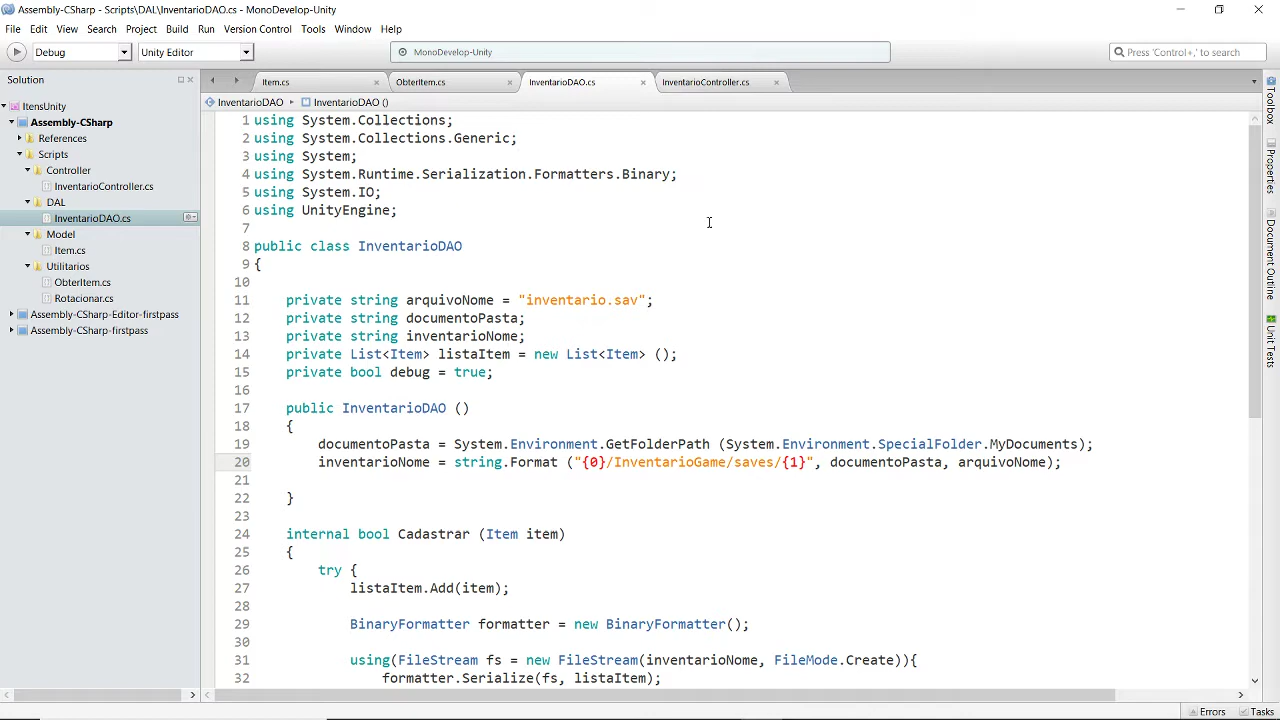 Assembly-CSharp - Scripts\DAL\InventarioDAO.cs - MonoDevelop-Unity
File Edit View Search Project Build Run Version Control Tools Window Help
Debug Unity Editor MonoDevelop-Unity Press 'Control+,' to search
Solution
Item.cs ObterItem.cs InventarioDAO.cs InventarioController.cs
InventarioDAO InventarioDAO ()
ItensUnity
Assembly-CSharp
References
Scripts
Controller
InventarioController.cs
DAL
InventarioDAO.cs
Model
Item.cs
Utilitarios
ObterItem.cs
Rotacionar.cs
Assembly-CSharp-Editor-firstpass
Assembly-CSharp-firstpass
1 using System.Collections;
2 using System.Collections.Generic;
3 using System;
4 using System.Runtime.Serialization.Formatters.Binary;
5 using System.IO;
6 using UnityEngine;
7
8 public class InventarioDAO
9 {
10
11 private string arquivoNome = "inventario.sav";
12 private string documentoPasta;
13 private string inventarioNome;
14 private List<Item> listaItem = new List<Item> ();
15 private bool debug = true;
16
17 public InventarioDAO ()
18 {
19 documentoPasta = System.Environment.GetFolderPath (System.Environment.SpecialFolder.MyDocuments);
20 inventarioNome = string.Format ("{0}/InventarioGame/saves/{1}", documentoPasta, arquivoNome);
21
22 }
23
24 internal bool Cadastrar (Item item)
25 {
26 try {
27 listaItem.Add(item);
28
29 BinaryFormatter formatter = new BinaryFormatter();
30
31 using(FileStream fs = new FileStream(inventarioNome, FileMode.Create)){
32 formatter.Serialize(fs, listaItem);
Toolbox
Properties
Document Outline
Unit Tests
Errors Tasks